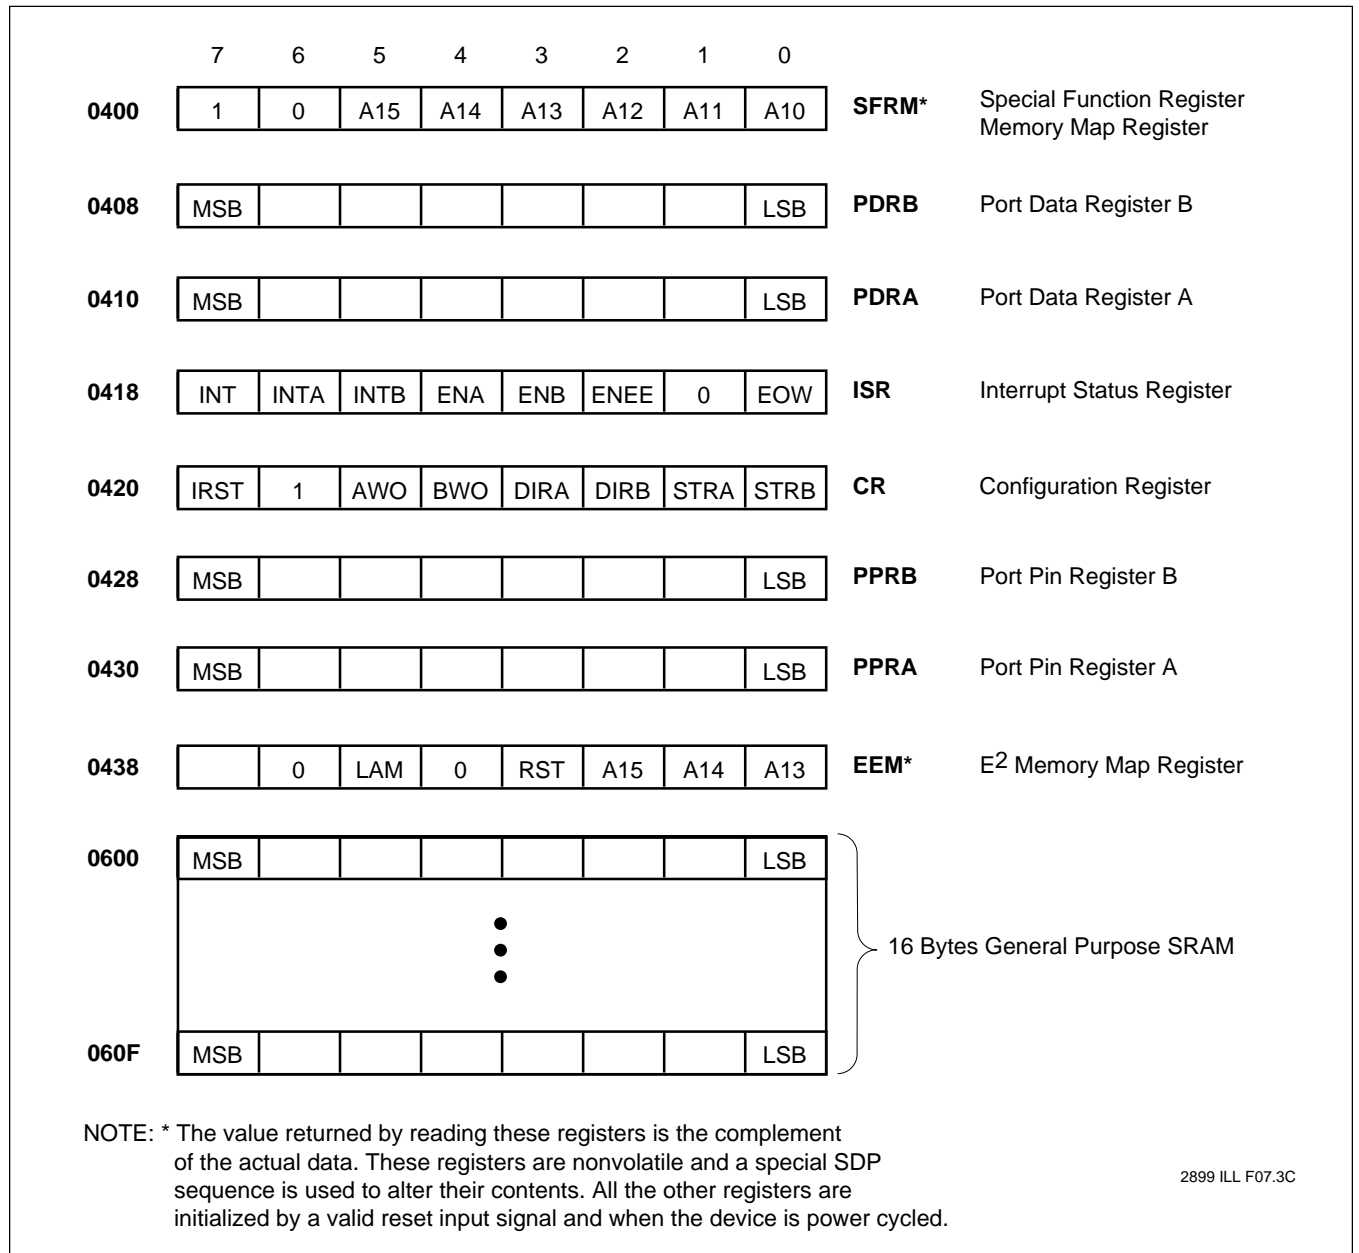 7 6 5 4 3 2 1 0
0400 1 0 A15 A14 A13 A12 A11 A10 SFRM* Special Function Register
Memory Map Register
0408 MSB LSB PDRB Port Data Register B
0410 MSB LSB PDRA Port Data Register A
0418 INT INTA INTB ENA ENB ENEE 0 EOW ISR Interrupt Status Register
0420 IRST 1 AWO BWO DIRA DIRB STRA STRB CR Configuration Register
0428 MSB LSB PPRB Port Pin Register B
0430 MSB LSB PPRA Port Pin Register A
0438 0 LAM 0 RST A15 A14 A13 EEM* E2 Memory Map Register
0600 MSB LSB
16 Bytes General Purpose SRAM
060F MSB LSB
NOTE: * The value returned by reading these registers is the complement
of the actual data. These registers are nonvolatile and a special SDP
sequence is used to alter their contents. All the other registers are
initialized by a valid reset input signal and when the device is power cycled.
2899 ILL F07.3C